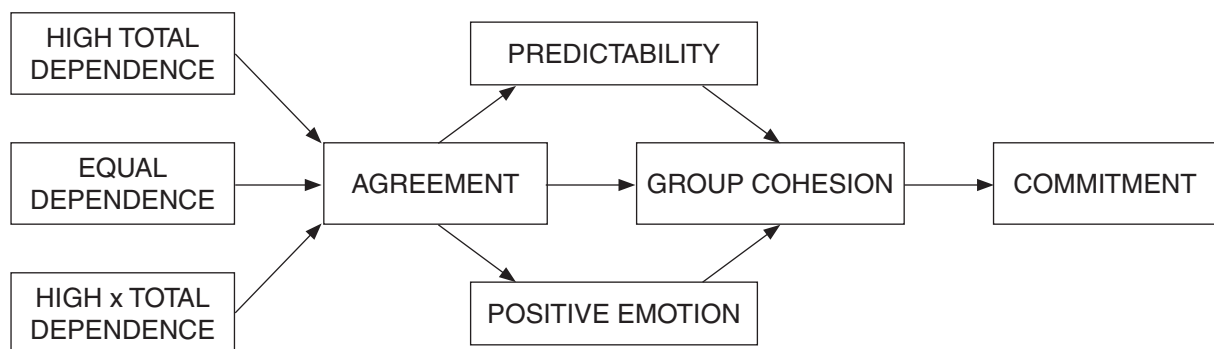 HIGH TOTAL
DEPENDENCE
PREDICTABILITY
EQUAL
DEPENDENCE
AGREEMENT
GROUP COHESION
COMMITMENT
HIGH x TOTAL
DEPENDENCE
POSITIVE EMOTION